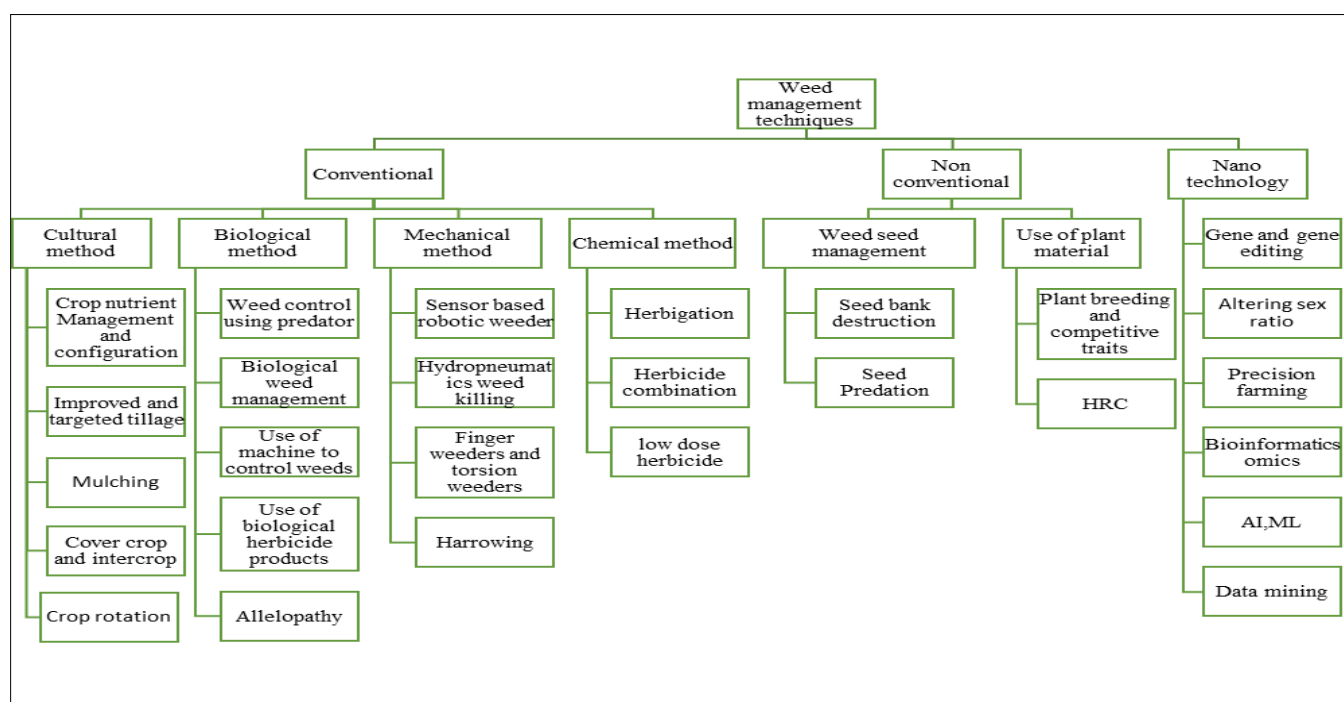 Weed
management
techniques
Conventional
Non
conventional
Nano
technology
Cultural
method
Biological
method
Mechanical
method
Chemical method
Weed seed
management
Use of plant
material
Crop nutrient
Management
and
configuration
Improved and
targeted tillage
Mulching
Cover crop
and intercrop
Crop rotation
Weed control
using predator
Biological
weed
management
Use of
machine to
control weeds
Use of
biological
herbicide
products
Allelopathy
Sensor based
robotic weeder
Hydropneumat
ics weed
killing
Finger
weeders and
torsion
weeders
Harrowing
Herbigation
Herbicide
combination
low dose
herbicide
Seed bank
destruction
Seed
Predation
Plant breeding
and
competitive
traits
HRC
Gene and gene
editing
Altering sex
ratio
Precision
farming
Bioinformatics
omics
AI,ML
Data mining